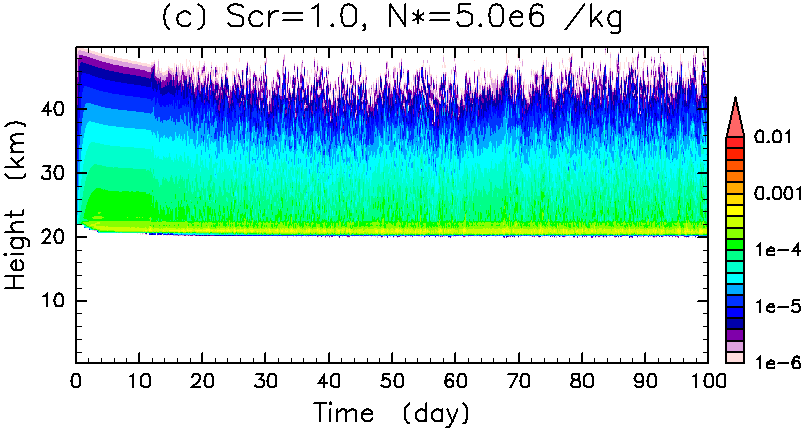 (c) Scr=1.0, N*=5.0e6 /kg
Height (km)
40
30
20
10
0 10 20 30 40 50 60 70 80 90 100
Time (day)
0.01
0.001
1e-4
1e-5
1e-6